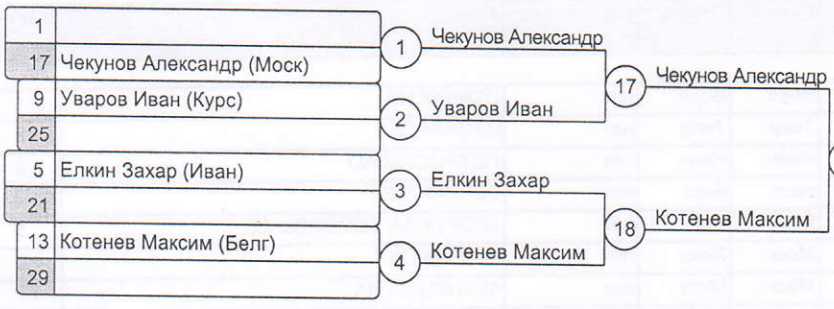 1
17 Чекунов Александр (Моск)
9 Уваров Иван (Курс)
25
5 Елкин Захар (Иван)
21
13 Котенев Максим (Белг)
29
1 Чекунов Александр
2 Уваров Иван
3 Елкин Захар
4 Котенев Максим
17 Чекунов Александр
18 Котенев Максим